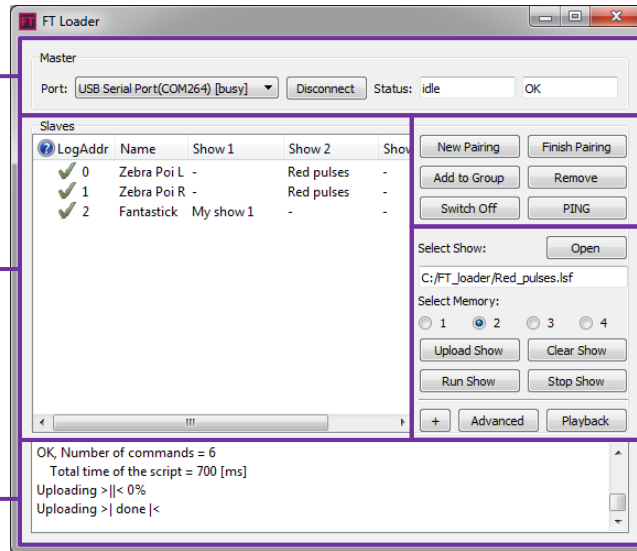 FT Loader
Master
Port: USB Serial Port(COM264) [busy] Disconnect Status: idle OK
Slaves
LogAddr Name Show 1 Show 2 Shov
0 Zebra Poi L - Red pulses -
1 Zebra Poi R - Red pulses -
2 Fantastick My show 1 - -
New Pairing Finish Pairing
Add to Group Remove
Switch Off PING
Select Show: Open
C:/FT_loader/Red_pulses.lsf
Select Memory:
1 2 3 4
Upload Show Clear Show
Run Show Stop Show
+ Advanced Playback
OK, Number of commands = 6
Total time of the script = 700 [ms]
Uploading >||< 0%
Uploading >| done |<